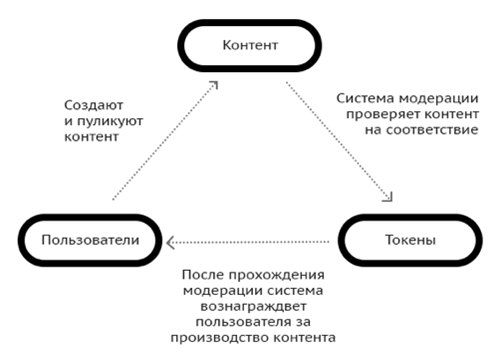 Контент
Создают
и пуликуют
контент
Система модерации
проверяет контент
на соответствие
Пользователи
Токены
После прохождения
модерации система
вознаграждвет
пользователя за
производство контента